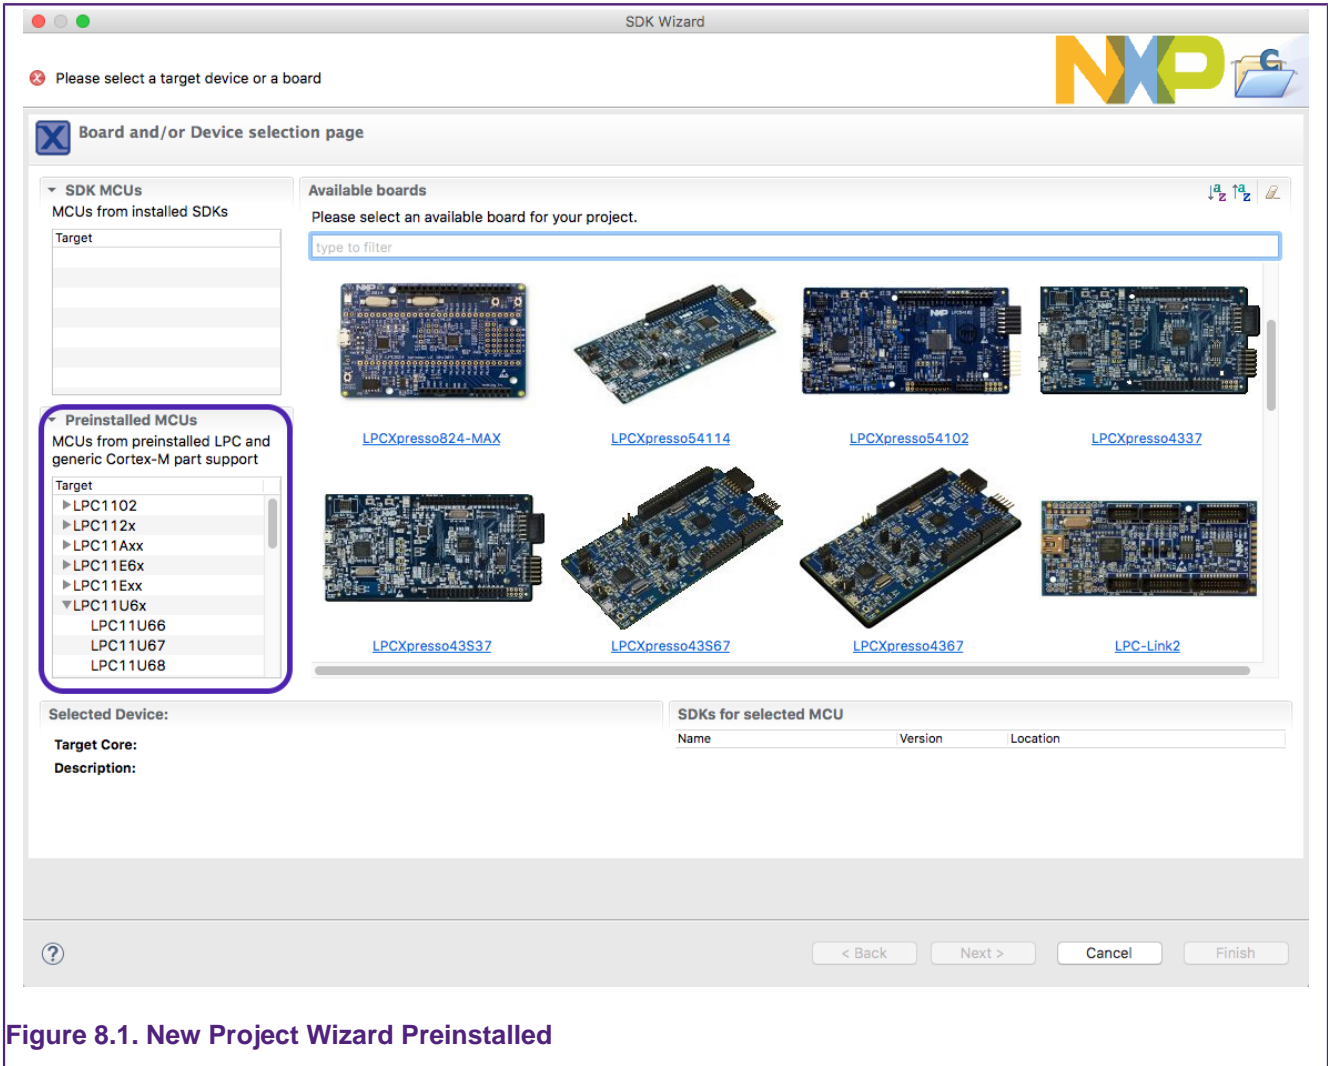 SDK Wizard
Please select a target device or a board
NXP
C
Board and/or Device selection page
SDK MCUs
MCUs from installed SDKs
Target
Preinstalled MCUs
MCUs from preinstalled LPC and
generic Cortex-M part support
Target
LPC1102
LPC112x
LPC11Axx
LPC11E6x
LPC11Exx
LPC11U6x
LPC11U66
LPC11U67
LPC11U68
Available boards
Please select an available board for your project.
type to filter
LPCXpresso824-MAX
LPCXpresso54114
LPCXpresso54102
LPCXpresso4337
LPCXpresso43S37
LPCXpresso43S67
LPCXpresso4367
LPC-Link2
Selected Device:
Target Core:
Description:
SDKs for selected MCU
Name Version Location
< Back Next > Cancel Finish
Figure 8.1. New Project Wizard Preinstalled